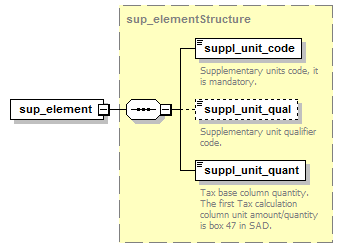 sup_elementStructure
suppl_unit_code
Supplementary units code, it
is mandatory.
sup_element
suppl_unit_qual
Supplementary unit qualifier
code.
suppl_unit_quant
Tax base column quantity.
The first Tax calculation
column unit amount/quantity
is box 47 in SAD.